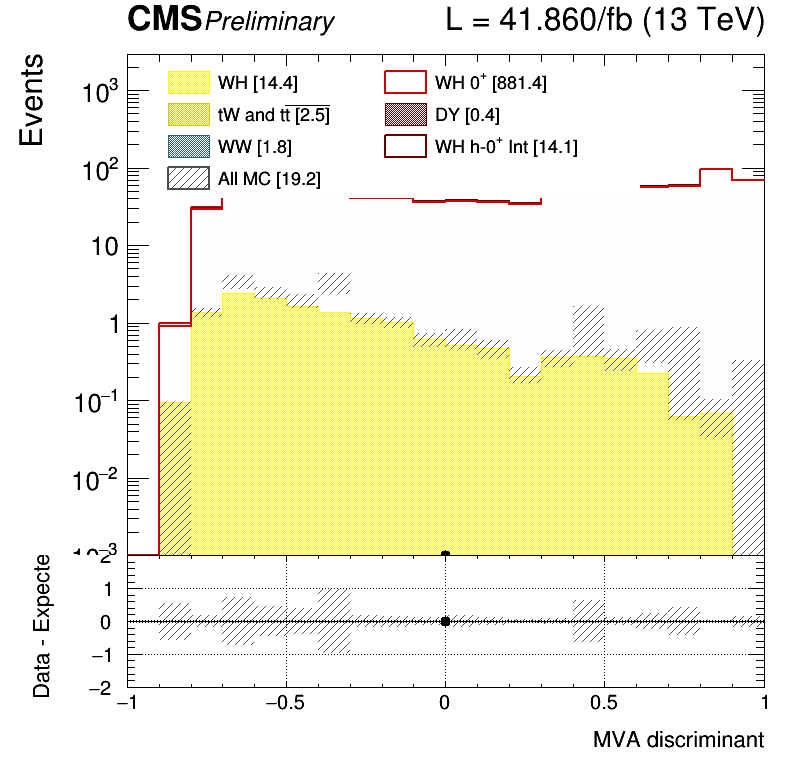 CMS Preliminary L = 41.860/fb (13 TeV)
Events
WH [14.4]
WH 0⁺ [881.4]
tW and tt̅ [2.5]
DY [0.4]
WW [1.8]
WH h-0⁺ Int [14.1]
All MC [19.2]
10³
10²
10
1
10⁻¹
10⁻²
10⁻³
Data - Expecte
2
1
0
−1
−2
−1 −0.5 0 0.5 1
MVA discriminant